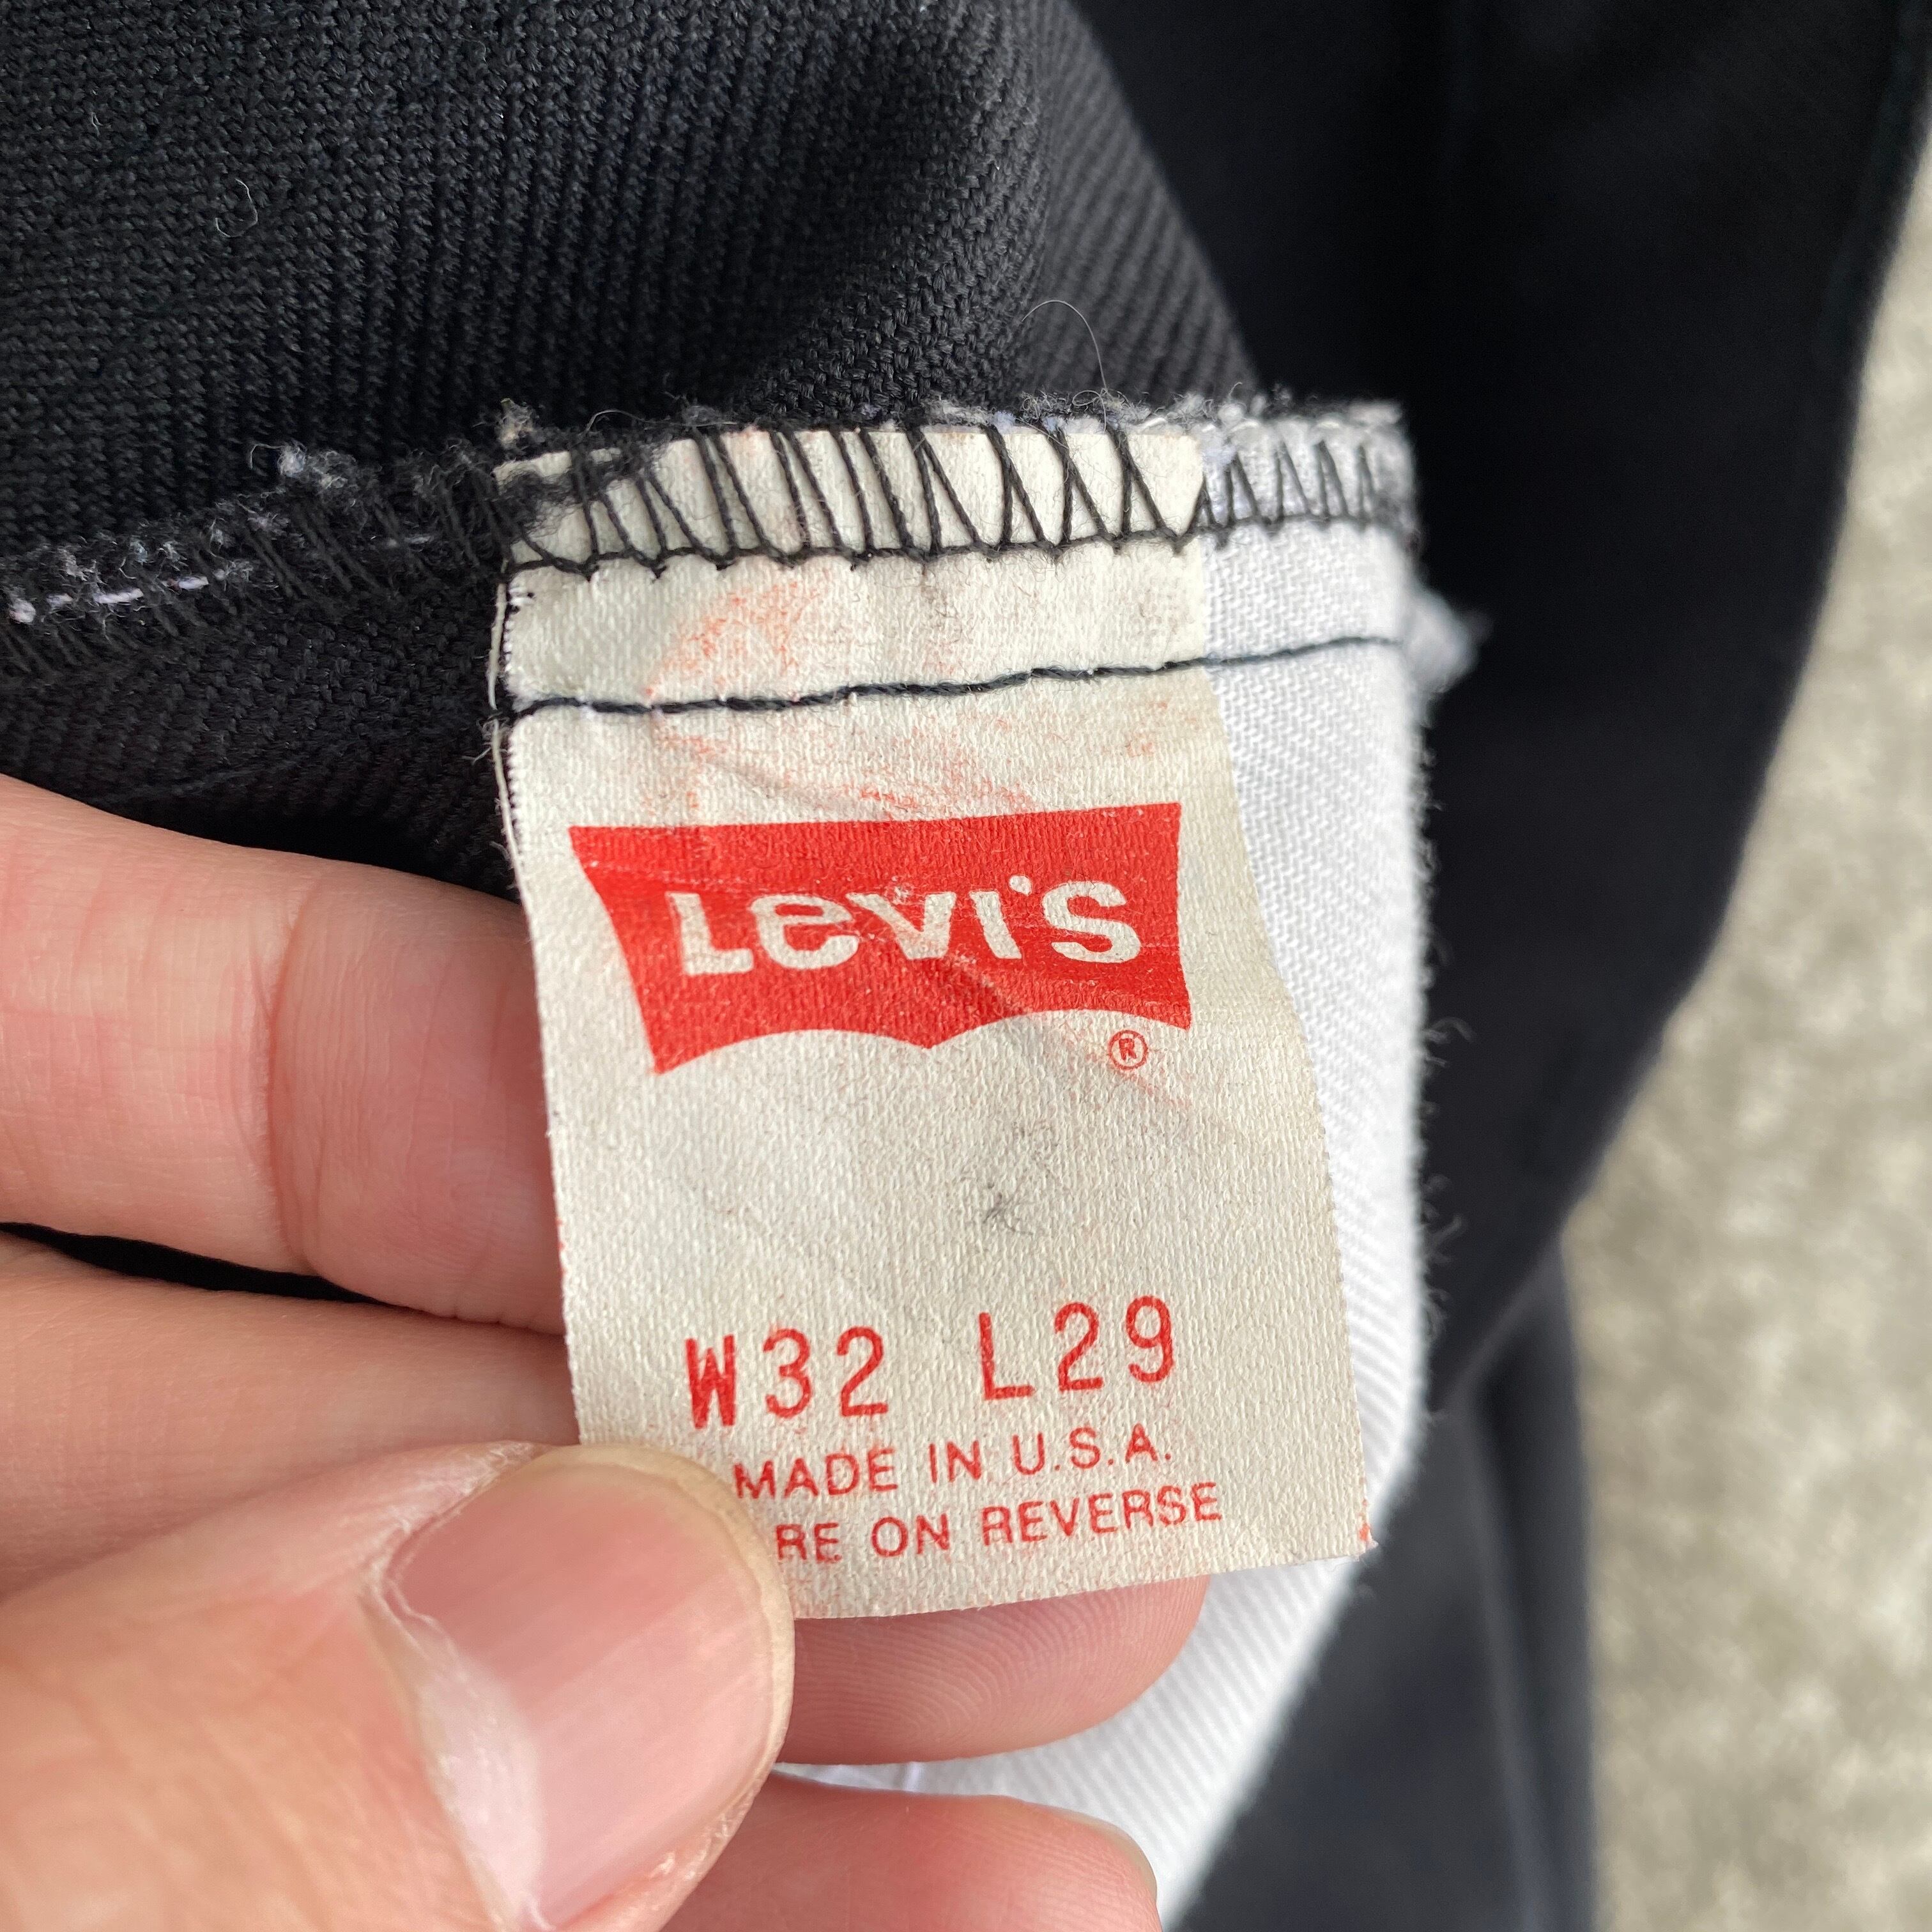 Levi's
®
W32 L29
MADE IN U.S.A.
RE ON REVERSE